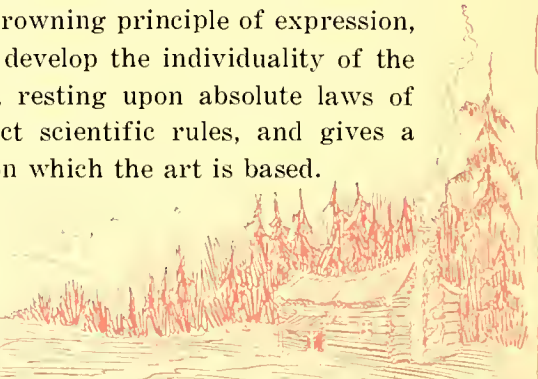 rowning principle of expression,
develop the individuality of the
, resting upon absolute laws of
ct scientific rules, and gives a
n which the art is based.